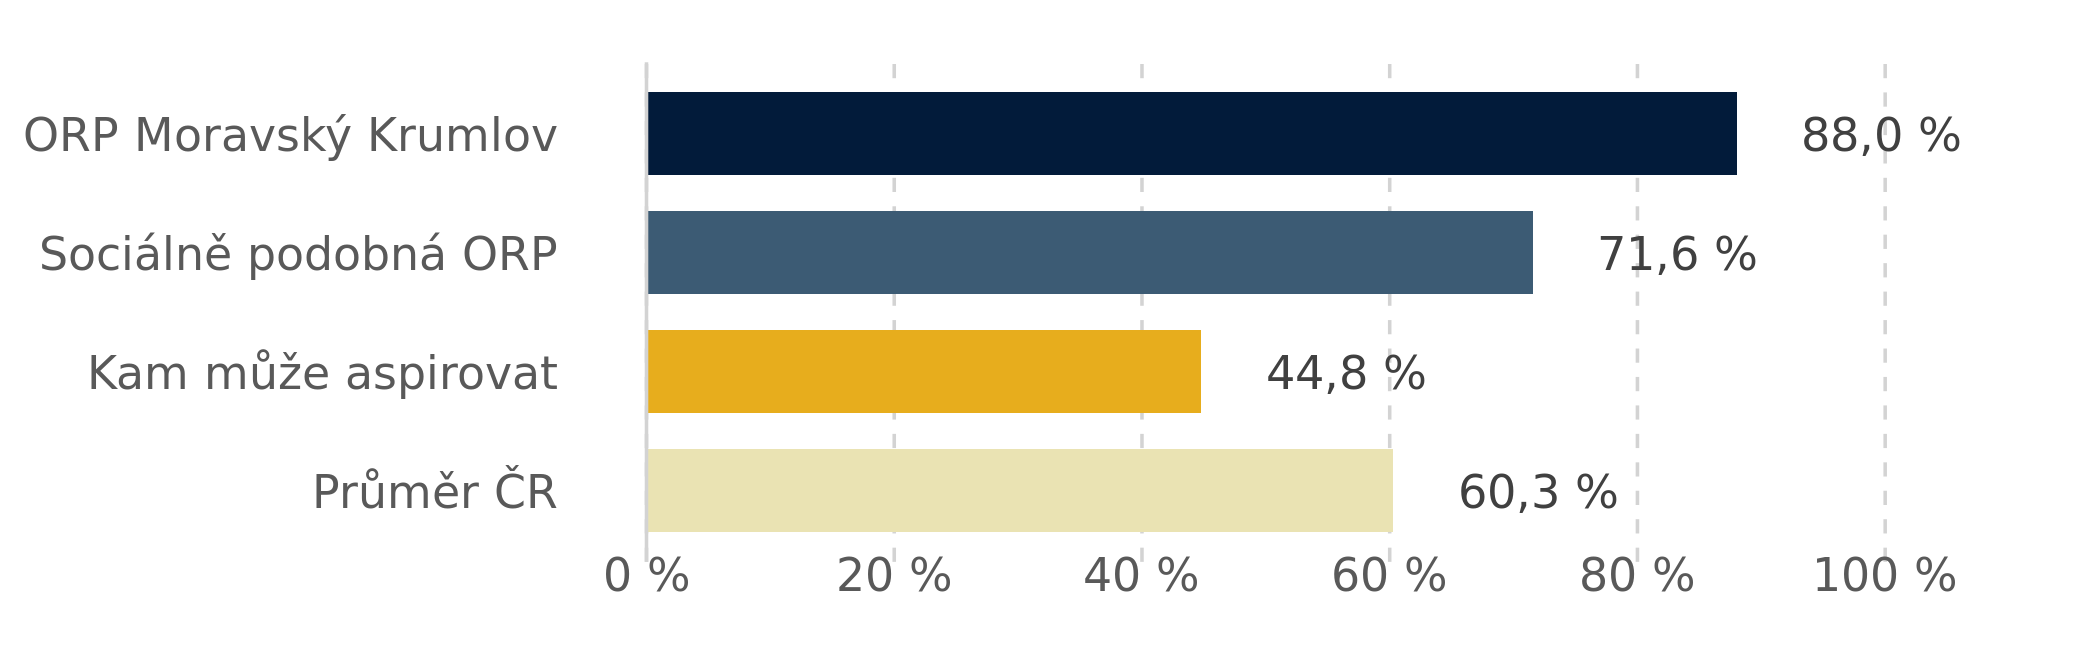 ORP Moravský Krumlov 88,0 %
Sociálně podobná ORP 71,6 %
Kam může aspirovat 44,8 %
Průměr ČR 60,3 %
0 % 20 % 40 % 60 % 80 % 100 %